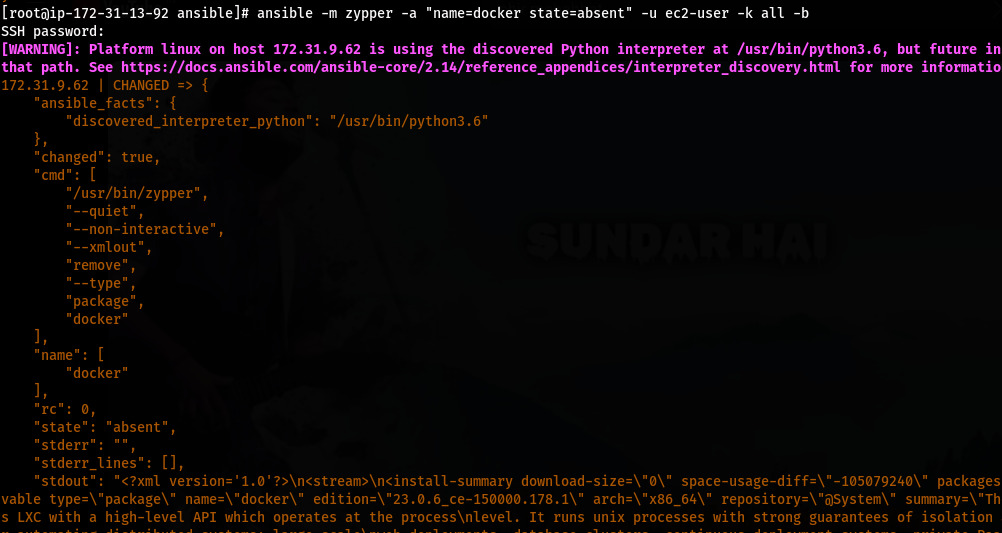 [root@ip-172-31-13-92 ansible]# ansible -m zypper -a "name=docker state=absent" -u ec2-user -k all -b
SSH password:
[WARNING]: Platform linux on host 172.31.9.62 is using the discovered Python interpreter at /usr/bin/python3.6, but future in
that path. See https://docs.ansible.com/ansible-core/2.14/reference_appendices/interpreter_discovery.html for more informatio
172.31.9.62 | CHANGED => {
    "ansible_facts": {
        "discovered_interpreter_python": "/usr/bin/python3.6"
    },
    "changed": true,
    "cmd": [
        "/usr/bin/zypper",
        "--quiet",
        "--non-interactive",
        "--xmlout",
        "remove",
        "--type",
        "package",
        "docker"
    ],
    "name": [
        "docker"
    ],
    "rc": 0,
    "state": "absent",
    "stderr": "",
    "stderr_lines": [],
    "stdout": "<?xml version='1.0'?>\n<stream>\n<install-summary download-size=\"0\" space-usage-diff=\"-105079240\" packages
vable type=\"package\" name=\"docker\" edition=\"23.0.6_ce-150000.178.1\" arch=\"x86_64\" repository=\"@System\" summary=\"Th
s LXC with a high-level API which operates at the process\nlevel. It runs unix processes with strong guarantees of isolation
SUNDAR HAI